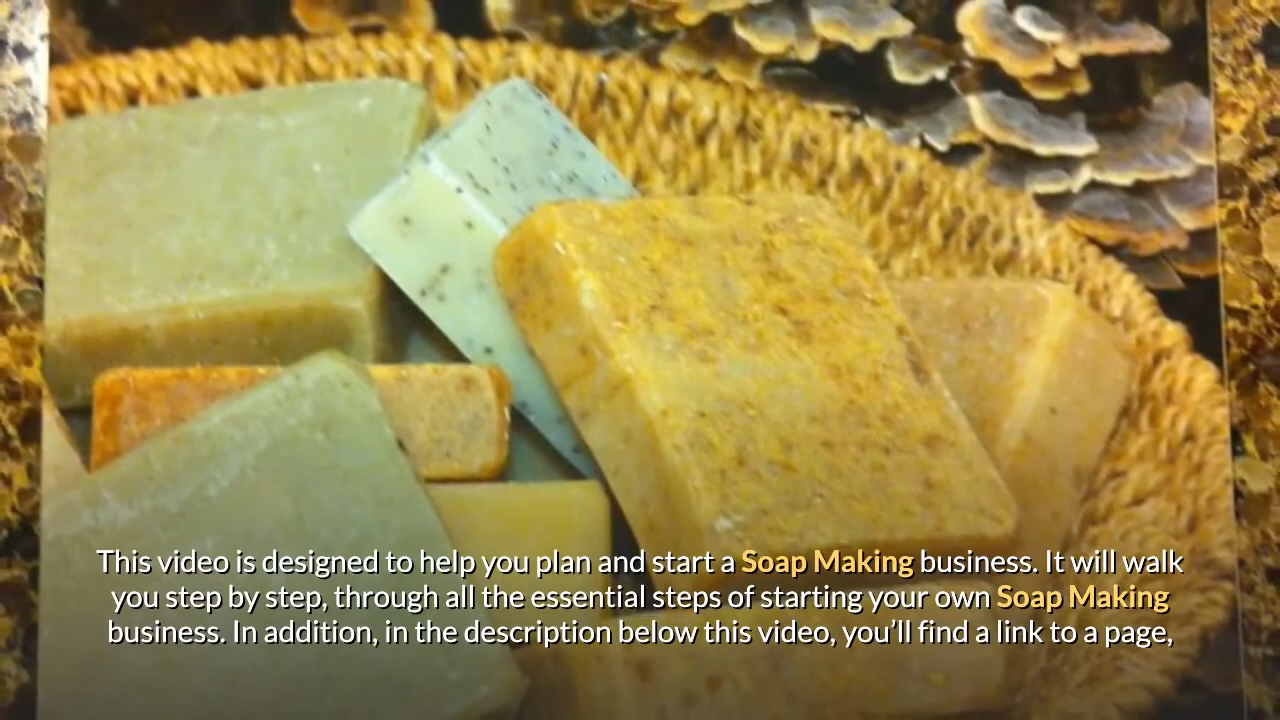 This video is designed to help you plan and start a Soap Making business. It will walk
you step by step, through all the essential steps of starting your own Soap Making
business. In addition, in the description below this video, you’ll find a link to a page,